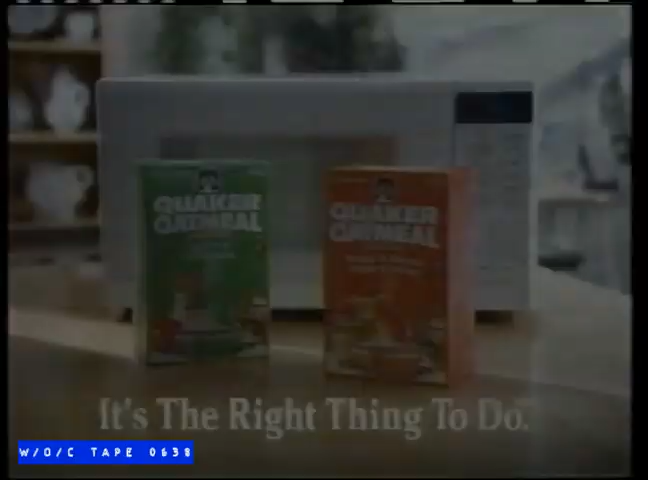 QUAKER
OATMEAL
QUAKER
OATMEAL
It's The Right Thing To Do.
W/O/C TAPE 0638